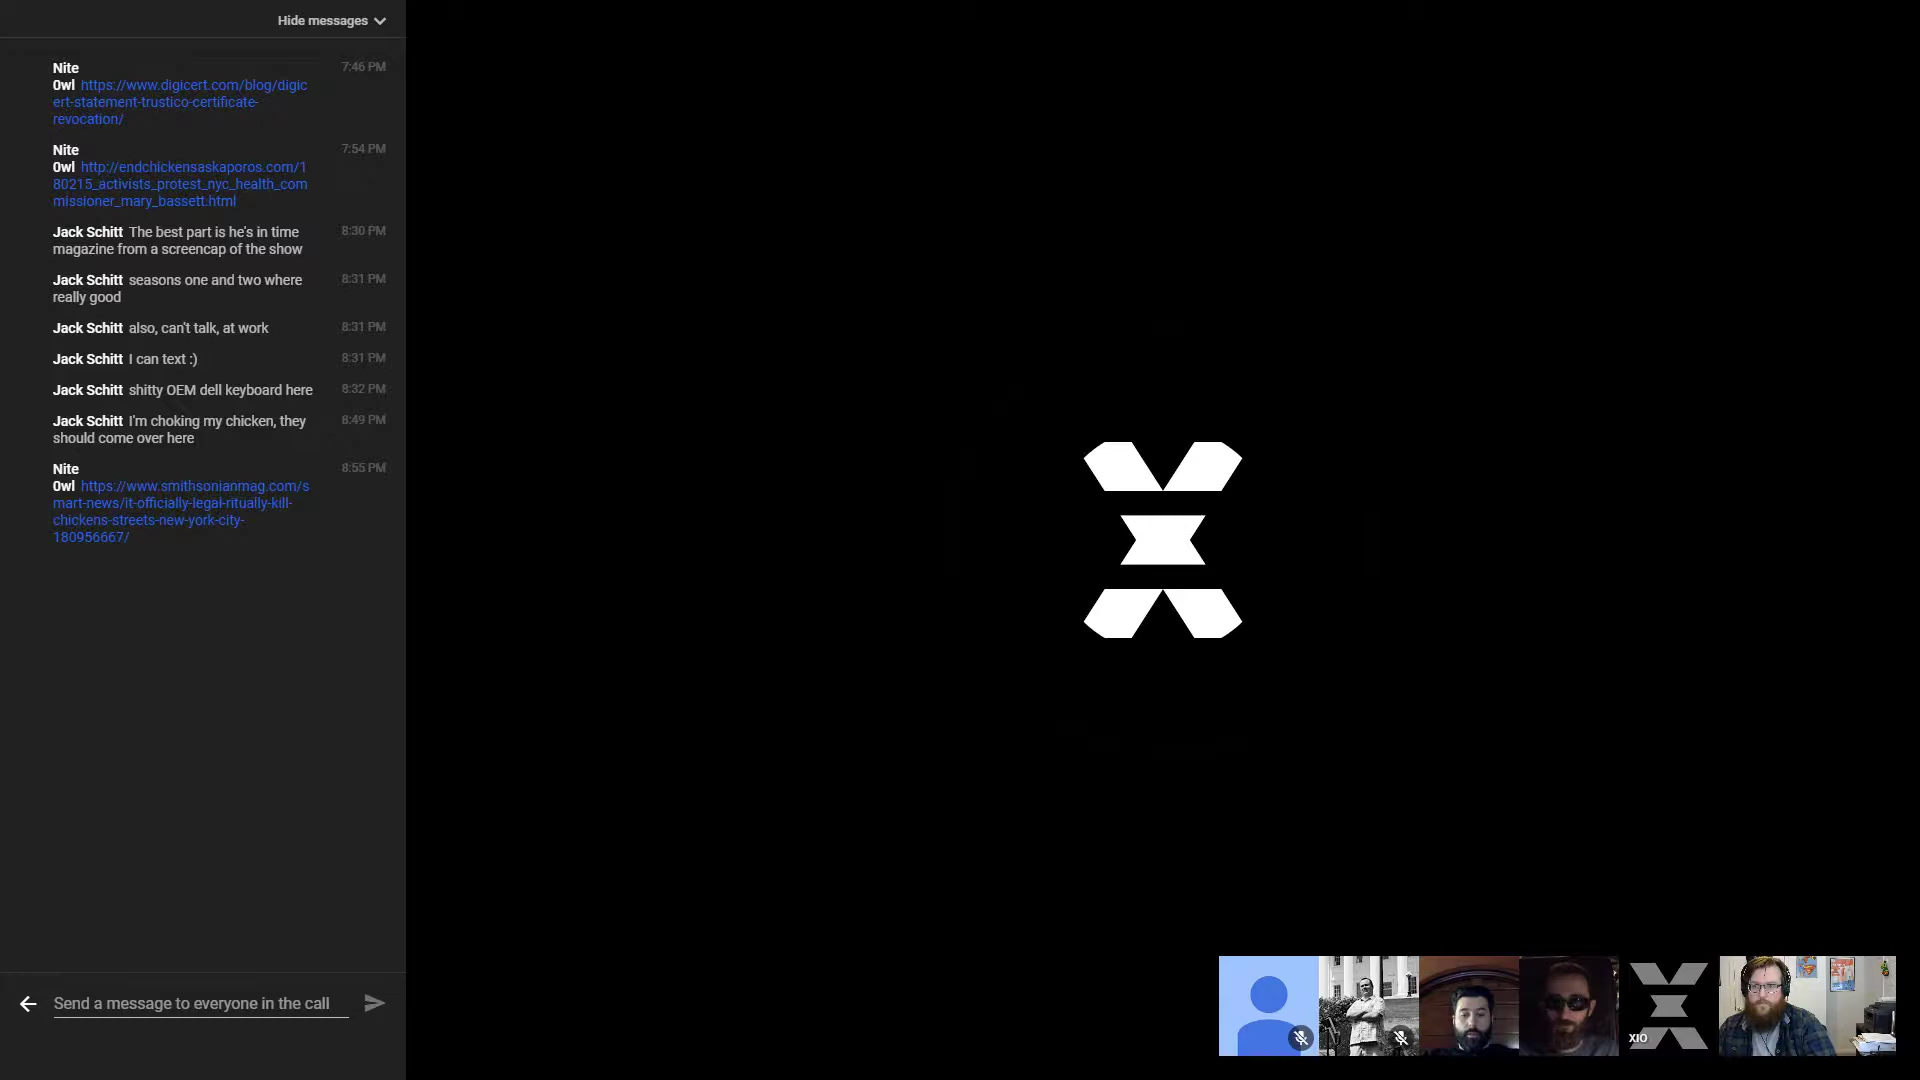 Hide messages
Nite 7:46 PM
0wl https://www.digicert.com/blog/digic
ert-statement-trustico-certificate-
revocation/
Nite 7:54 PM
0wl http://endchickensaskaporos.com/1
80215_activists_protest_nyc_health_com
missioner_mary_bassett.html
Jack Schitt The best part is he's in time 8:30 PM
magazine from a screencap of the show
Jack Schitt seasons one and two where 8:31 PM
really good
Jack Schitt also, can't talk, at work 8:31 PM
Jack Schitt I can text :) 8:31 PM
Jack Schitt shitty OEM dell keyboard here 8:32 PM
Jack Schitt I'm choking my chicken, they 8:49 PM
should come over here
Nite 8:55 PM
0wl https://www.smithsonianmag.com/s
mart-news/it-officially-legal-ritually-kill-
chickens-streets-new-york-city-
180956667/
Send a message to everyone in the call
XIO